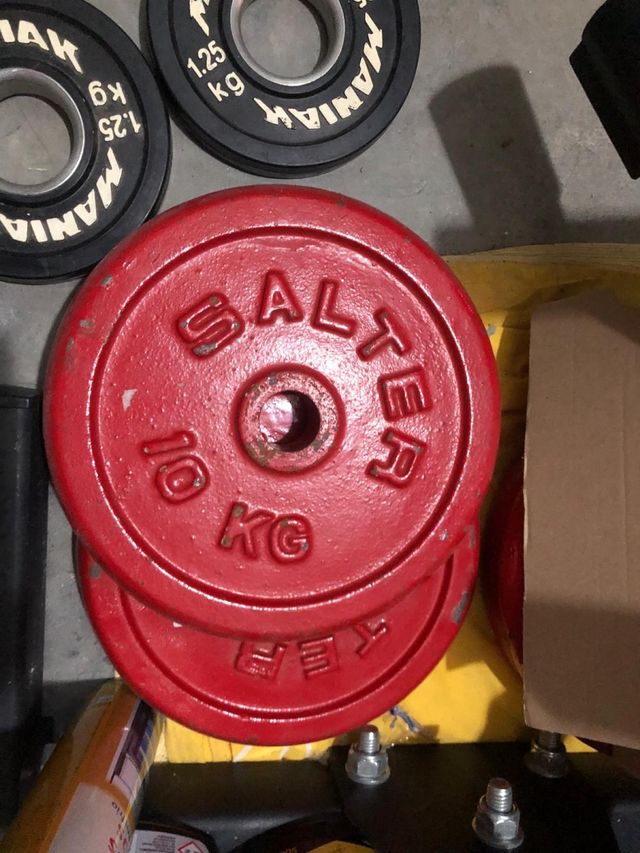 MANIAK
1.25
kg
MANIAK
1.25
kg
SALTER
10 KG
TER